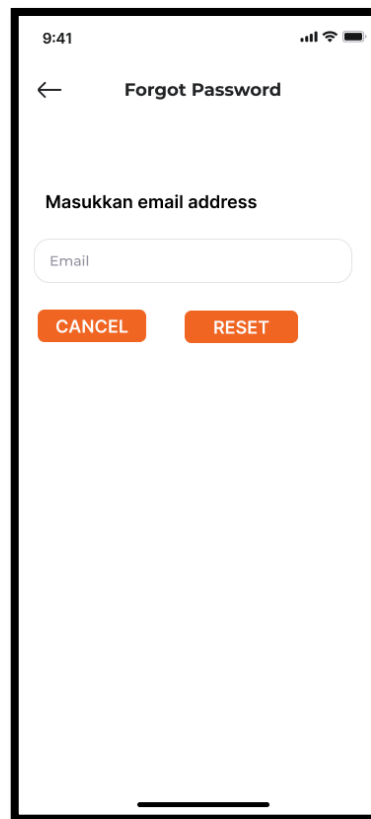 9:41
Forgot Password
Masukkan email address
Email
CANCEL RESET